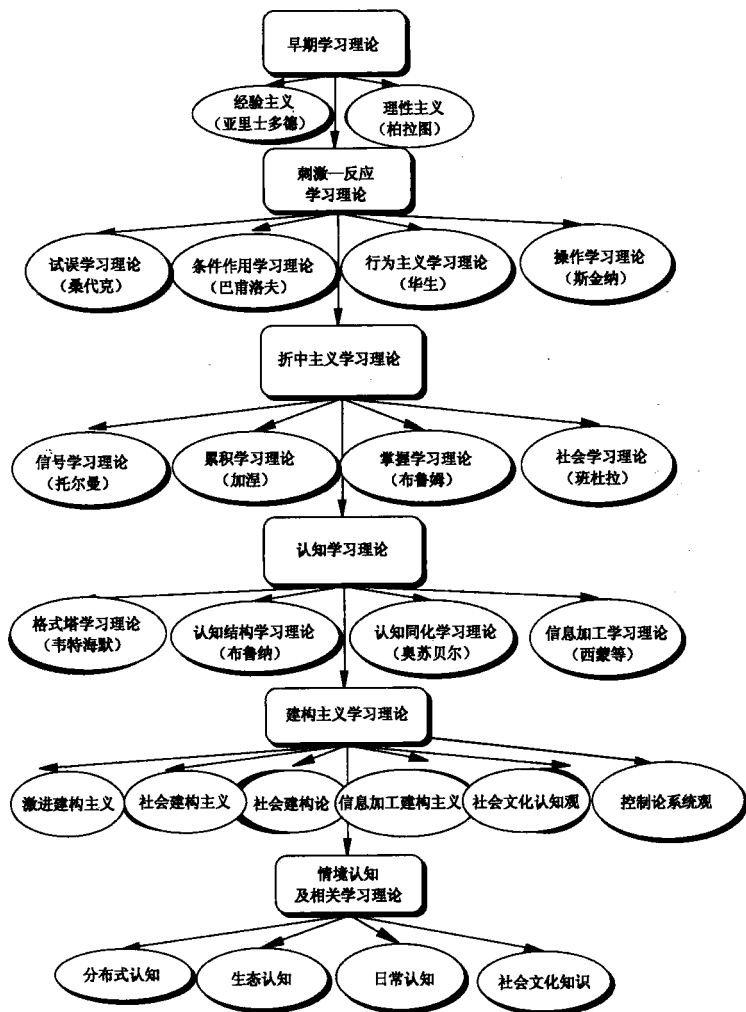 早期学习理论
经验主义
（亚里士多德）
理性主义
（柏拉图）
刺激—反应
学习理论
试误学习理论
（桑代克）
条件作用学习理论
（巴甫洛夫）
行为主义学习理论
（华生）
操作学习理论
（斯金纳）
折中主义学习理论
信号学习理论
（托尔曼）
累积学习理论
（加涅）
掌握学习理论
（布鲁姆）
社会学习理论
（班杜拉）
认知学习理论
格式塔学习理论
（韦特海默）
认知结构学习理论
（布鲁纳）
认知同化学习理论
（奥苏贝尔）
信息加工学习理论
（西蒙等）
建构主义学习理论
激进建构主义
社会建构主义
社会建构论
信息加工建构主义
社会文化认知观
控制论系统观
情境认知
及相关学习理论
分布式认知
生态认知
日常认知
社会文化知识